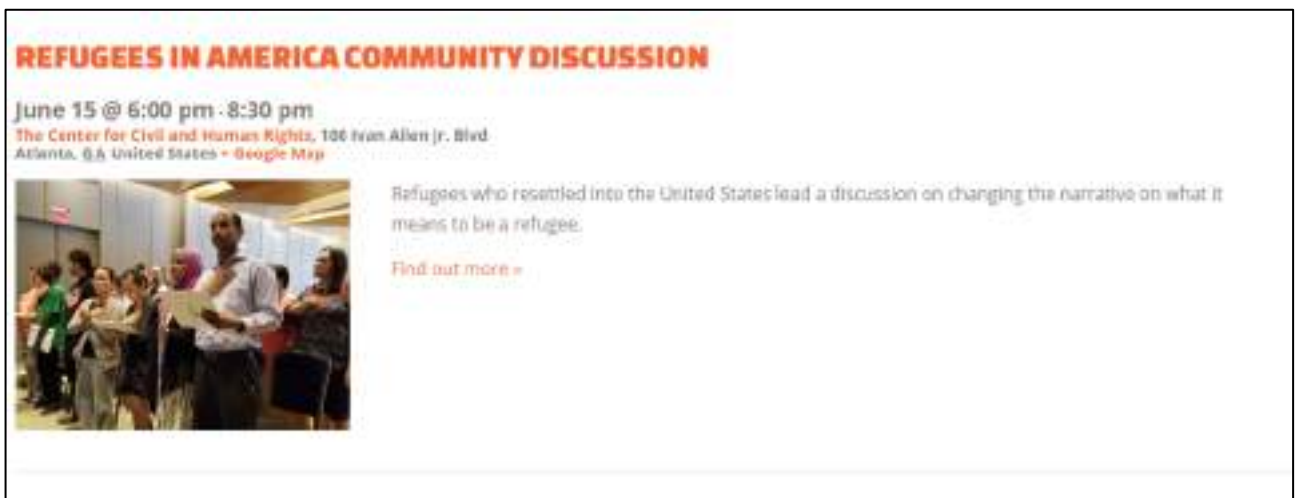 REFUGEES IN AMERICA COMMUNITY DISCUSSION
June 15 @ 6:00 pm - 8:30 pm
The Center for Civil and Human Rights, 100 Ivan Allen Jr. Blvd
Atlanta, GA United States + Google Map
Refugees who resettled into the United States lead a discussion on changing the narrative on what it
means to be a refugee.
Find out more »